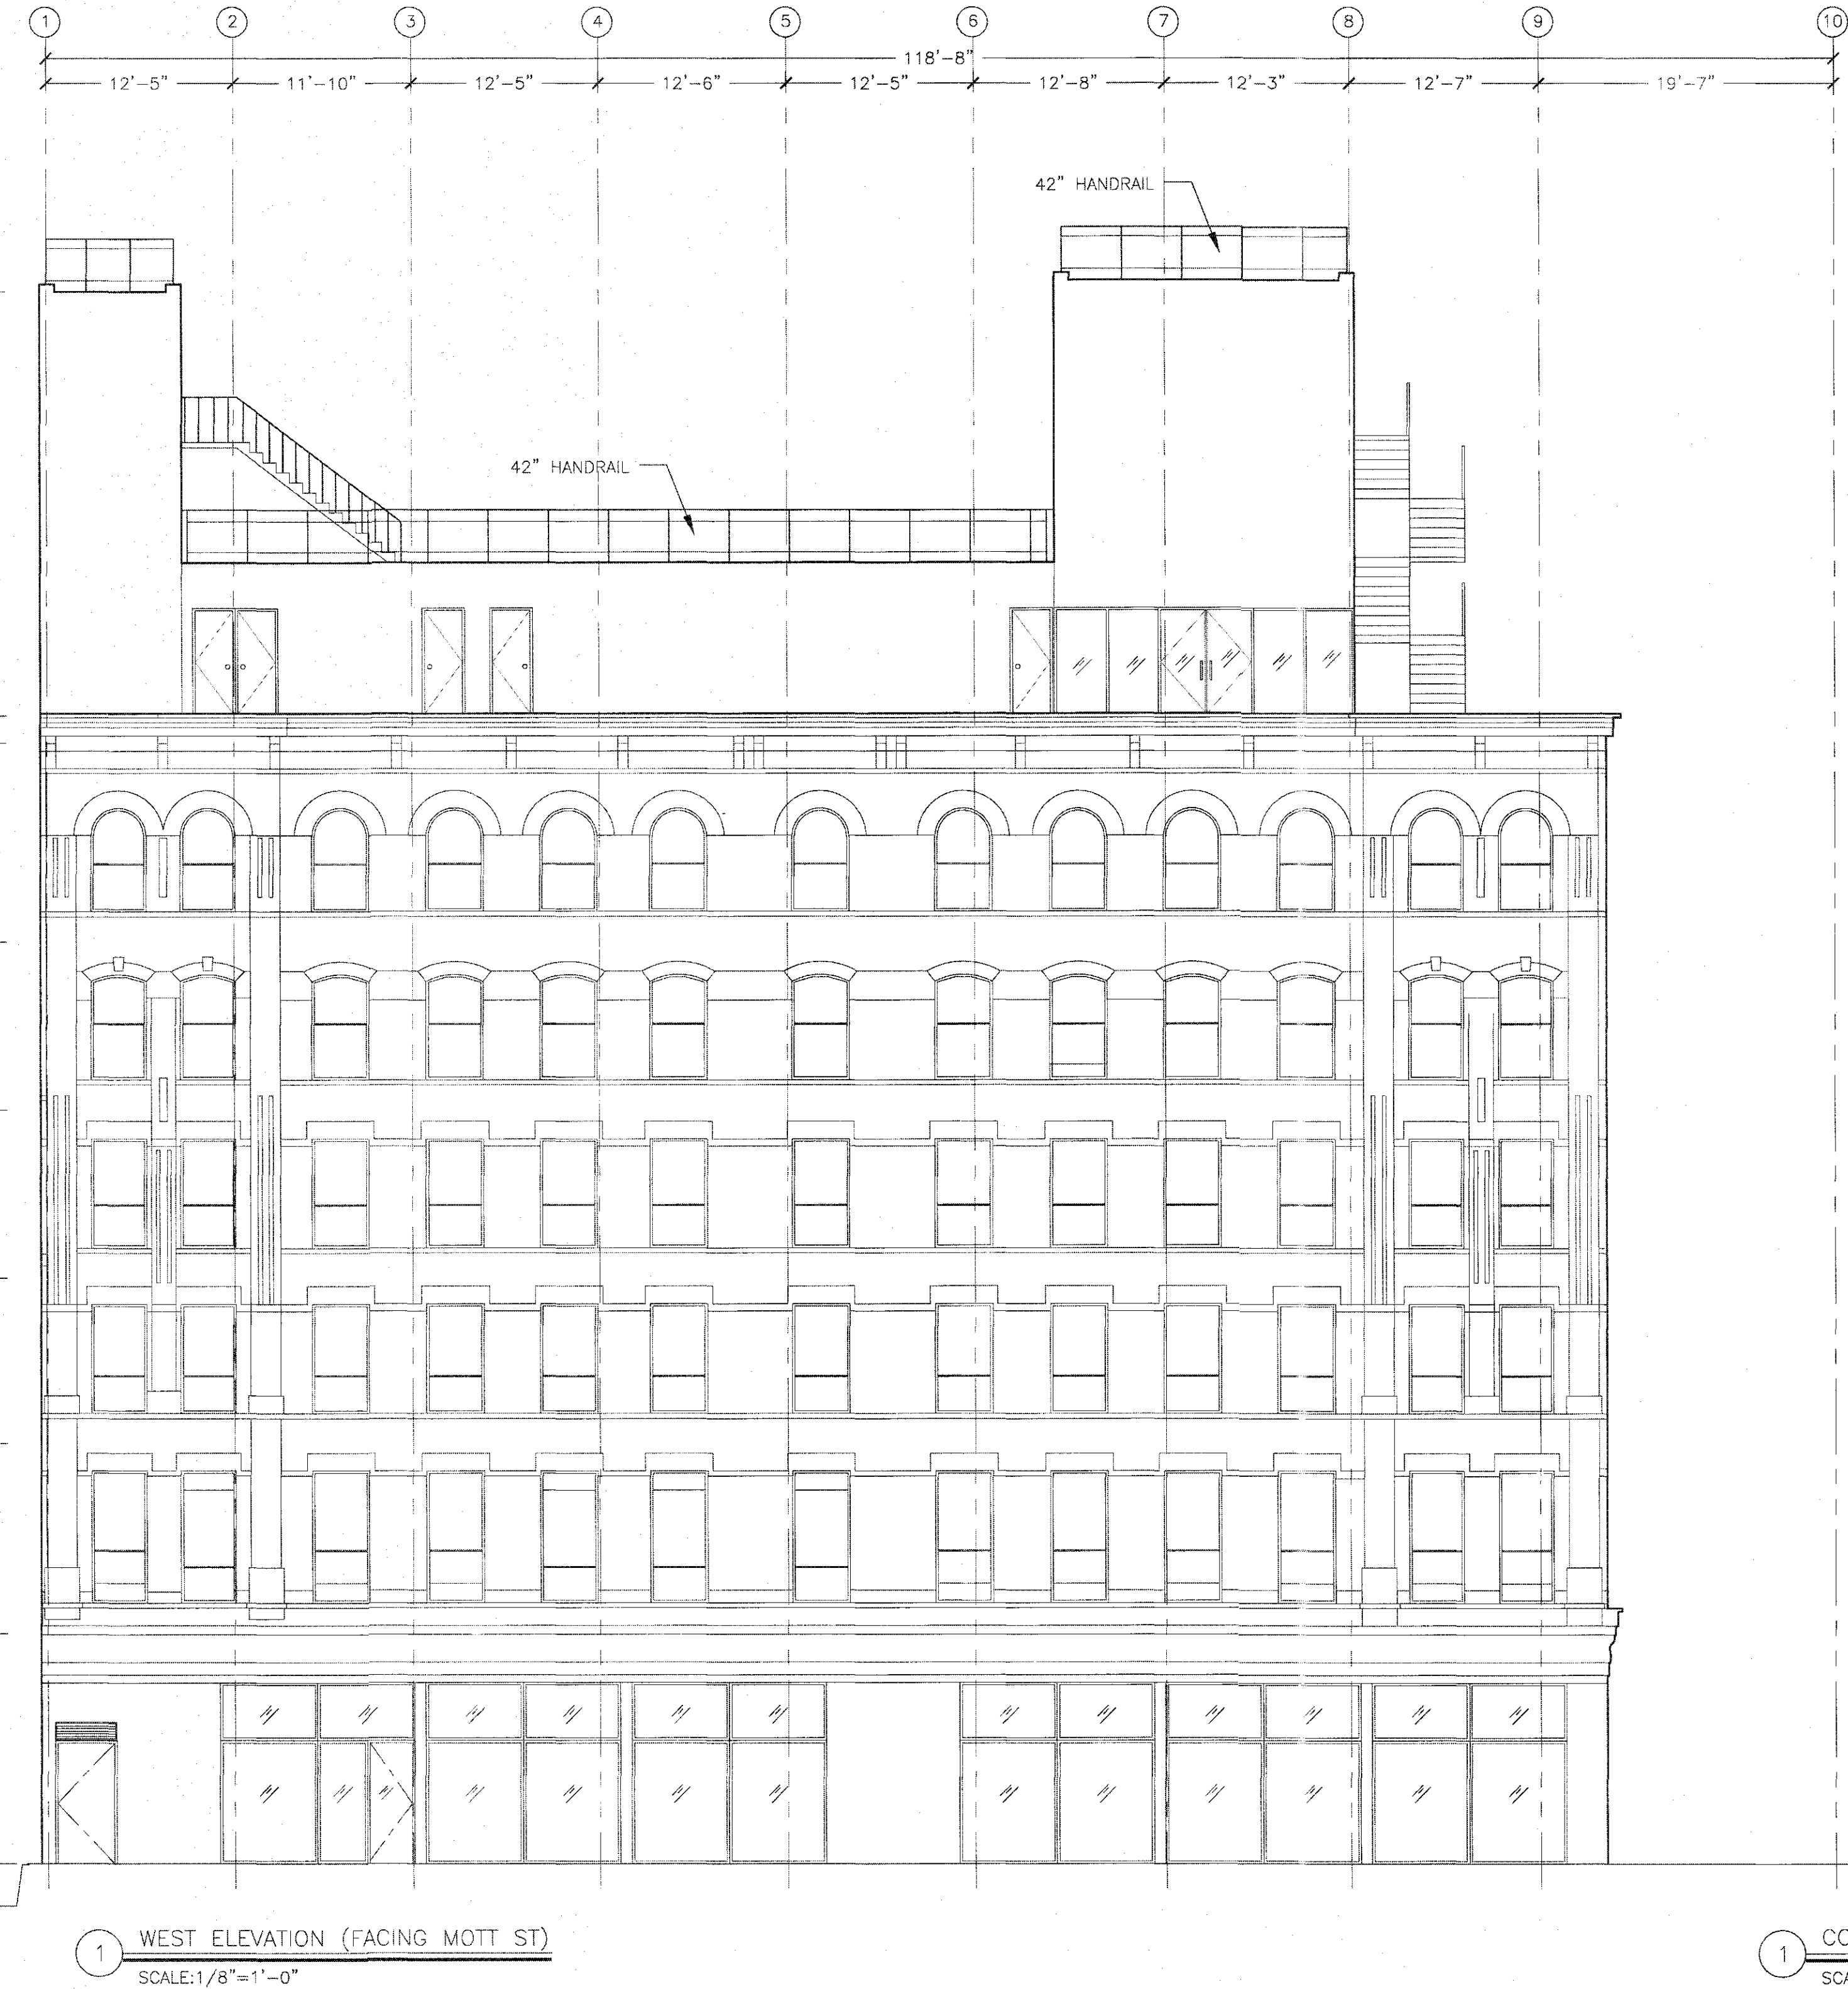 1 2 3 4 5 6 7 8 9 10
118'-8"
12'-5" 11'-10" 12'-5" 12'-6" 12'-5" 12'-8" 12'-3" 12'-7" 19'-7"
42" HANDRAIL
42" HANDRAIL
1 WEST ELEVATION (FACING MOTT ST)
SCALE:1/8"=1'-0"
1 CO
SCA